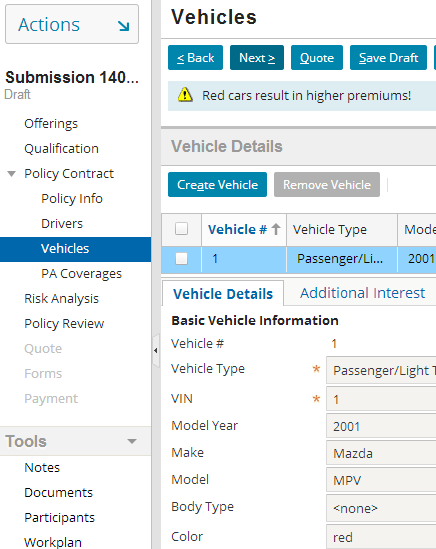 Actions
Submission 140...
Draft
Offerings
Qualification
Policy Contract
Policy Info
Drivers
Vehicles
PA Coverages
Risk Analysis
Policy Review
Quote
Forms
Payment
Tools
Notes
Documents
Participants
Workplan
Vehicles
< Back Next > Quote Save Draft
Red cars result in higher premiums!
Vehicle Details
Create Vehicle Remove Vehicle
Vehicle # Vehicle Type
1 Passenger/Li... 2001
Vehicle Details Additional Interest
Basic Vehicle Information
Vehicle # 1
Vehicle Type * Passenger/Light
VIN * 1
Model Year 2001
Make Mazda
Model MPV
Body Type <none>
Color red